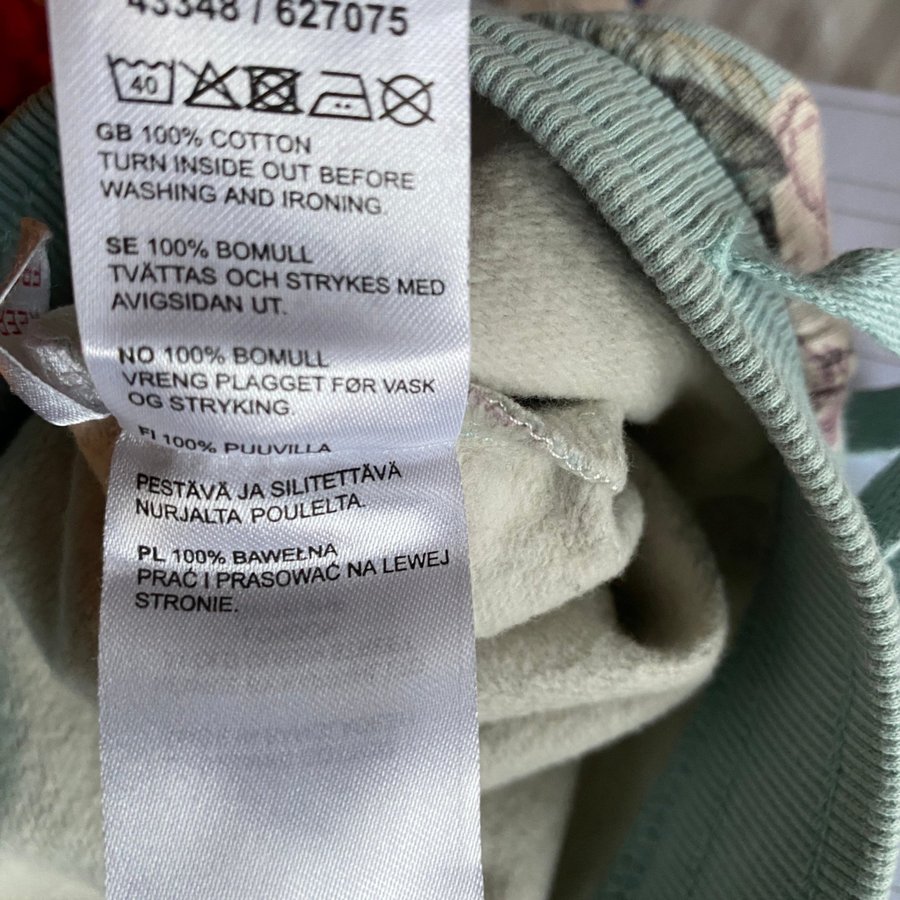 43348 / 627075
40
GB 100% COTTON
TURN INSIDE OUT BEFORE
WASHING AND IRONING.
SE 100% BOMULL
TVÄTTAS OCH STRYKES MED
AVIGSIDAN UT.
NO 100% BOMULL
VRENG PLAGGET FØR VASK
OG STRYKING.
FI 100% PUUVILLA
PESTÄVÄ JA SILITETTÄVÄ
NURJALTA POULELTA.
PL 100% BAWEŁNA
PRAĆ I PRASOWAĆ NA LEWEJ
STRONIE.